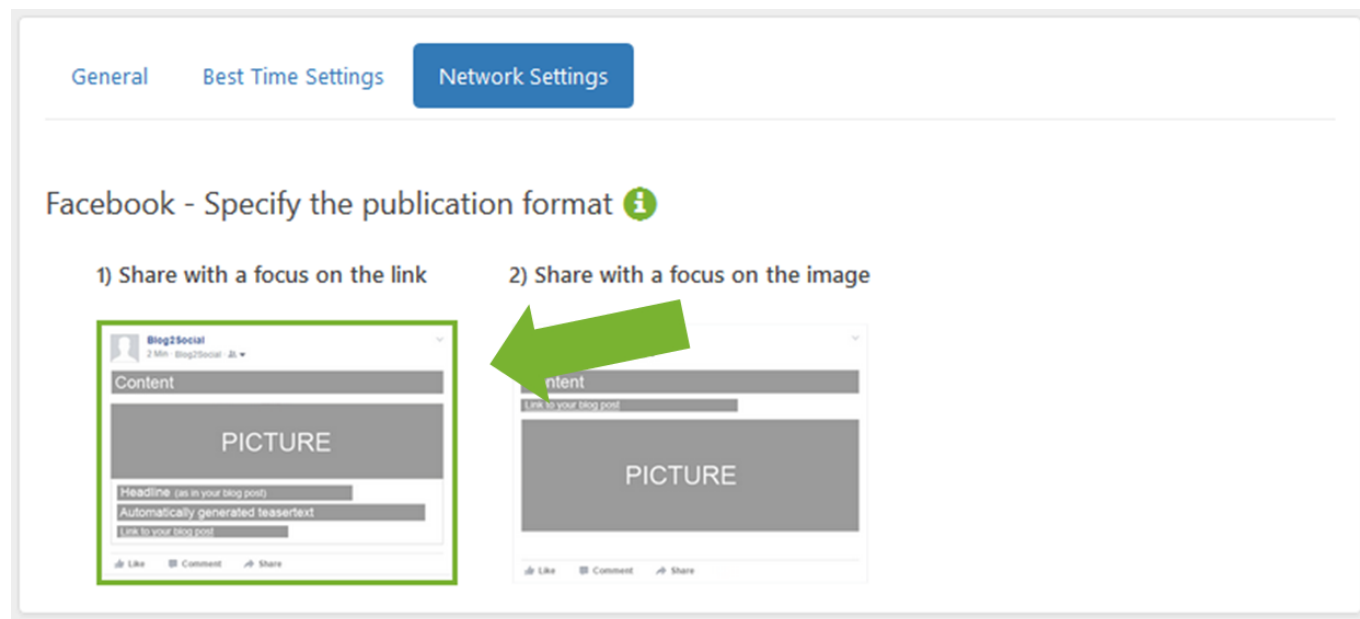 General Best Time Settings Network Settings
Facebook - Specify the publication format
1) Share with a focus on the link
2) Share with a focus on the image
Blog2Social
2 Min · Blog2Social
Content
PICTURE
Headline (as in your blog post)
Automatically generated teasertext
Link to your blog post
Like Comment Share
ntent
Link to your blog post
PICTURE
Like Comment Share